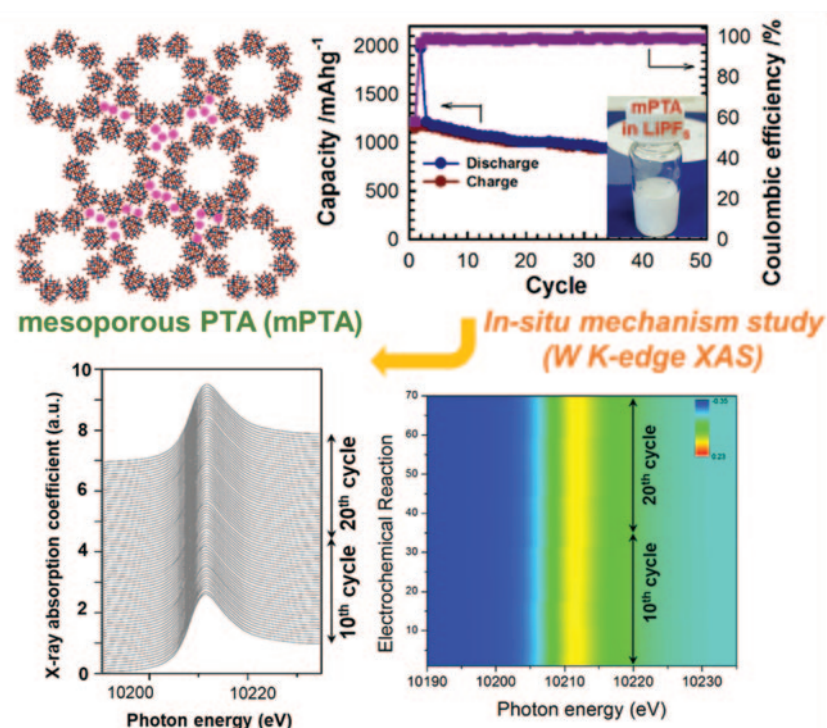 2000
1500
1000
500
0
Capacity /mAhg⁻¹
100
80
60
40
20
0
Coulombic efficiency /%
mPTA
in LiPF₆
Discharge
Charge
0 10 20 30 40 50
Cycle
mesoporous PTA (mPTA)
In-situ mechanism study
(W K-edge XAS)
10
8
6
4
2
0
X-ray absorption coefficient (a.u.)
20th cycle
10th cycle
10200 10220
Photon energy (eV)
70
60
50
40
30
20
10
Electrochemical Reaction
-0.35
0.23
20th cycle
10th cycle
10190 10200 10210 10220 10230
Photon energy (eV)